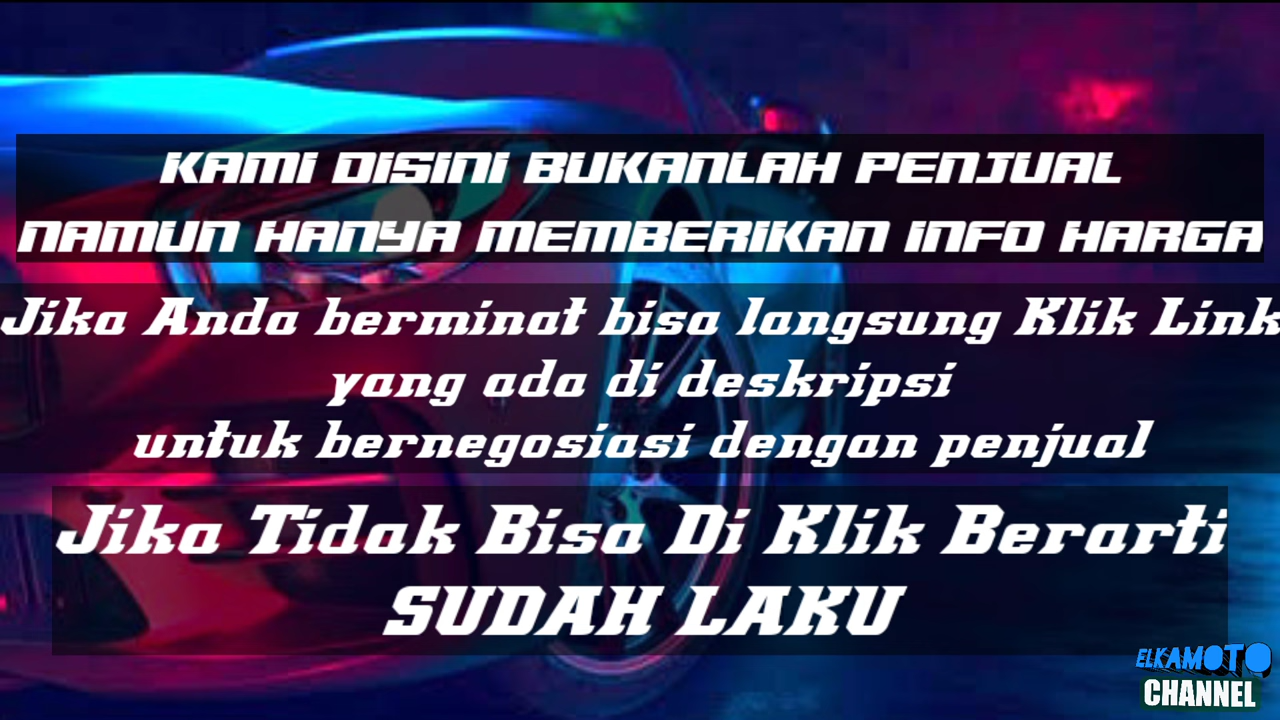 KAMI DISINI BUKANLAH PENJUAL
NAMUN HANYA MEMBERIKAN INFO HARGA
Jika Anda berminat bisa langsung Klik Link
yang ada di deskripsi
untuk bernegosiasi dengan penjual
Jika Tidak Bisa Di Klik Berarti
SUDAH LAKU
ELKAMOTO
CHANNEL